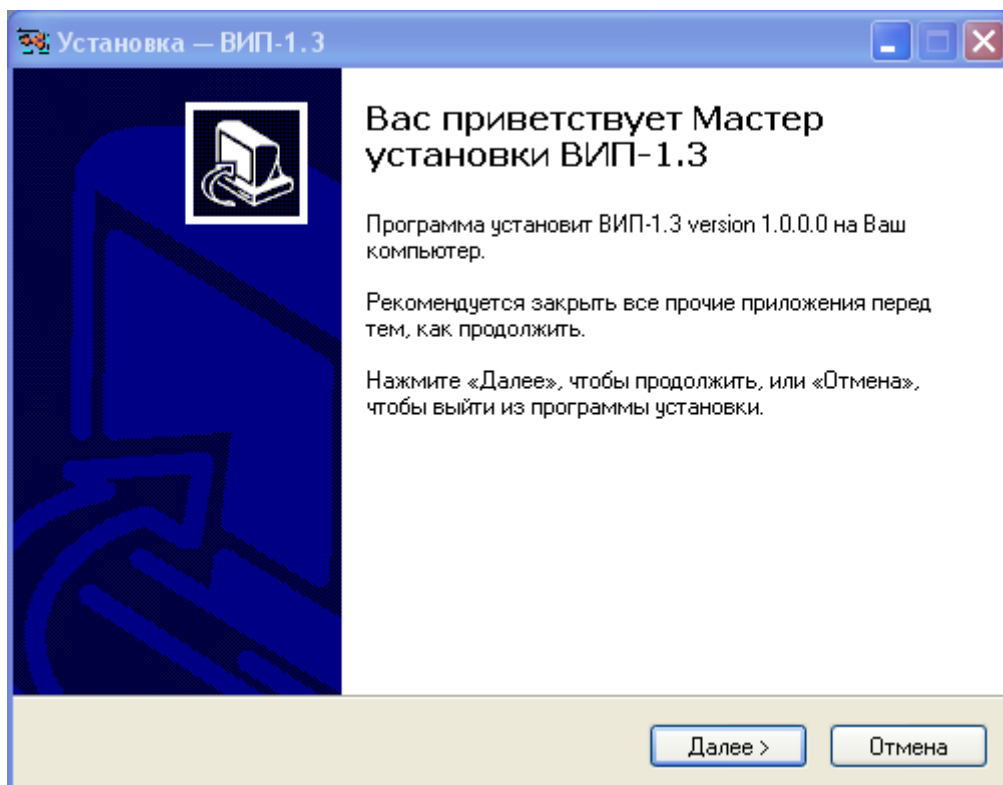 Установка — ВИП-1.3
Вас приветствует Мастер
установки ВИП-1.3
Программа установит ВИП-1.3 version 1.0.0.0 на Ваш
компьютер.
Рекомендуется закрыть все прочие приложения перед
тем, как продолжить.
Нажмите «Далее», чтобы продолжить, или «Отмена»,
чтобы выйти из программы установки.
Далее >
Отмена